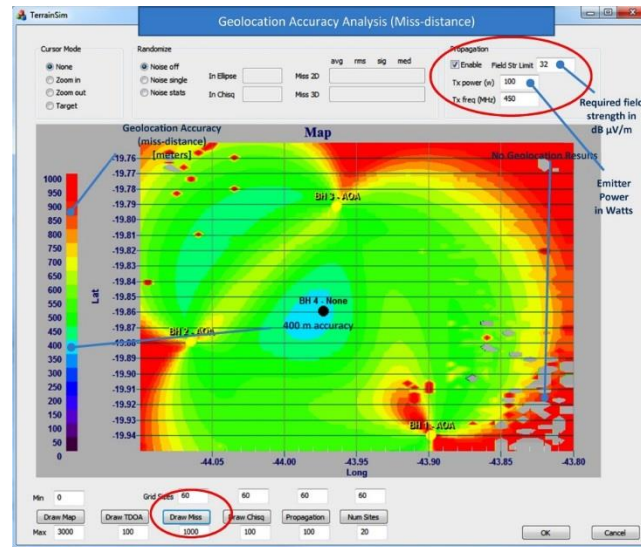 TerrainSim
Geolocation Accuracy Analysis (Miss-distance)
Cursor Mode
None
Zoom in
Zoom out
Target
Randomize
Noise off
Noise single
Noise stats
avg rms sig med
In Ellipse
Miss 2D
In Chisq
Miss 3D
Propagation
Enable Field Str Limit 32
Tx power (w) 100
Tx freq (MHz) 450
Required field
strength in
dB µV/m
Emitter
Power
in Watts
Geolocation Accuracy
(miss-distance)
[meters]
Map
No Geolocation Results
1000
950
900
850
800
750
700
650
600
550
500
450
400
350
300
250
200
150
100
50
0
Lat
-19.76
-19.78
-19.79
-19.80
-19.81
-19.83
-19.84
-19.85
-19.86
-19.87
-19.88
-19.90
-19.91
-19.92
-19.93
-19.94
BH 3 - AOA
BH 4 - None
400 m accuracy
BH 2 - AOA
BH 1 - AOA
-44.05 -44.00 -43.95 -43.90 -43.85 -43.80
Long
Min 0 Grid Sizes 60 60 60 60
Draw Map Draw TDOA Draw Miss Draw Chisq Propagation Num Sites
Max 3000 100 1000 100 100 20
OK Cancel